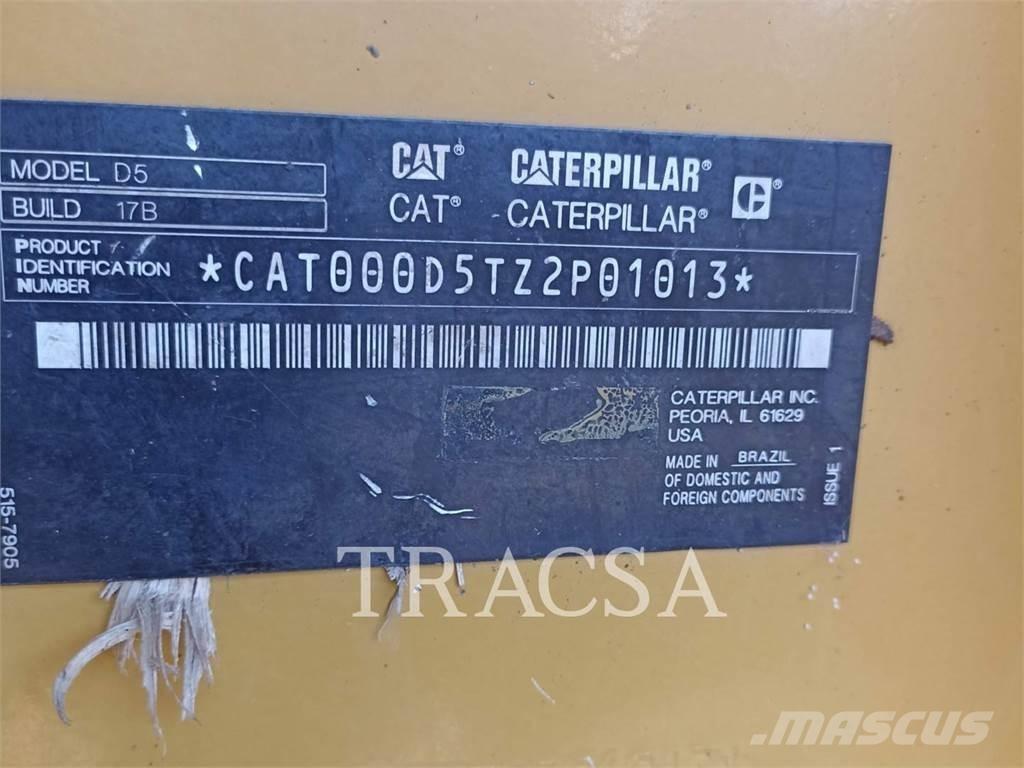 MODEL D5
BUILD 17B
CAT® CATERPILLAR® C®
CAT® CATERPILLAR®
PRODUCT
IDENTIFICATION
NUMBER
*CAT000D5TZ2P01013*
CATERPILLAR INC.
PEORIA, IL 61629
USA
MADE IN BRAZIL
OF DOMESTIC AND
FOREIGN COMPONENTS
ISSUE 1
515-7905
TRACSA
MASCUS